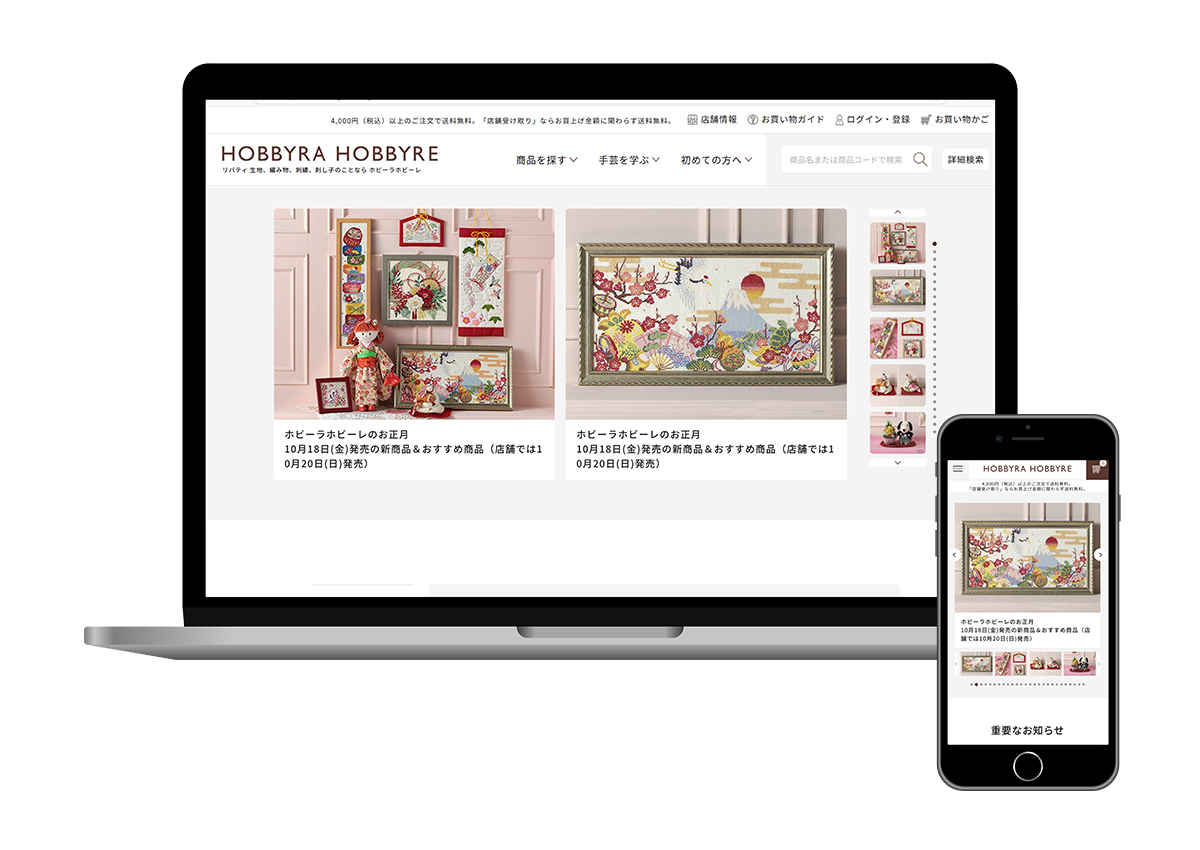 4,000円（税込）以上のご注文で送料無料。「店舗受け取り」ならお買上げ金額に関わらず送料無料。 店舗情報 お買い物ガイド ログイン・登録 お買い物かご
HOBBYRA HOBBYRE
リバティ 生地、編み物、刺繍、刺し子のことなら ホビーラホビーレ
商品を探す 手芸を学ぶ 初めての方へ 商品名または商品コードで検索 詳細検索
ホビーラホビーレのお正月
10月18日(金)発売の新商品＆おすすめ商品（店舗では1
0月20日(日)発売）
ホビーラホビーレのお正月
10月18日(金)発売の新商品＆おすすめ商品（店舗では1
0月20日(日)発売）
HOBBYRA HOBBYRE
0
4,000円（税込）以上のご注文で送料無料。
「店舗受け取り」ならお買上げ金額に関わらず送料無料。
ホビーラホビーレのお正月
10月18日(金)発売の新商品＆おすすめ商品（店
舗では10月20日(日)発売）
重要なお知らせ